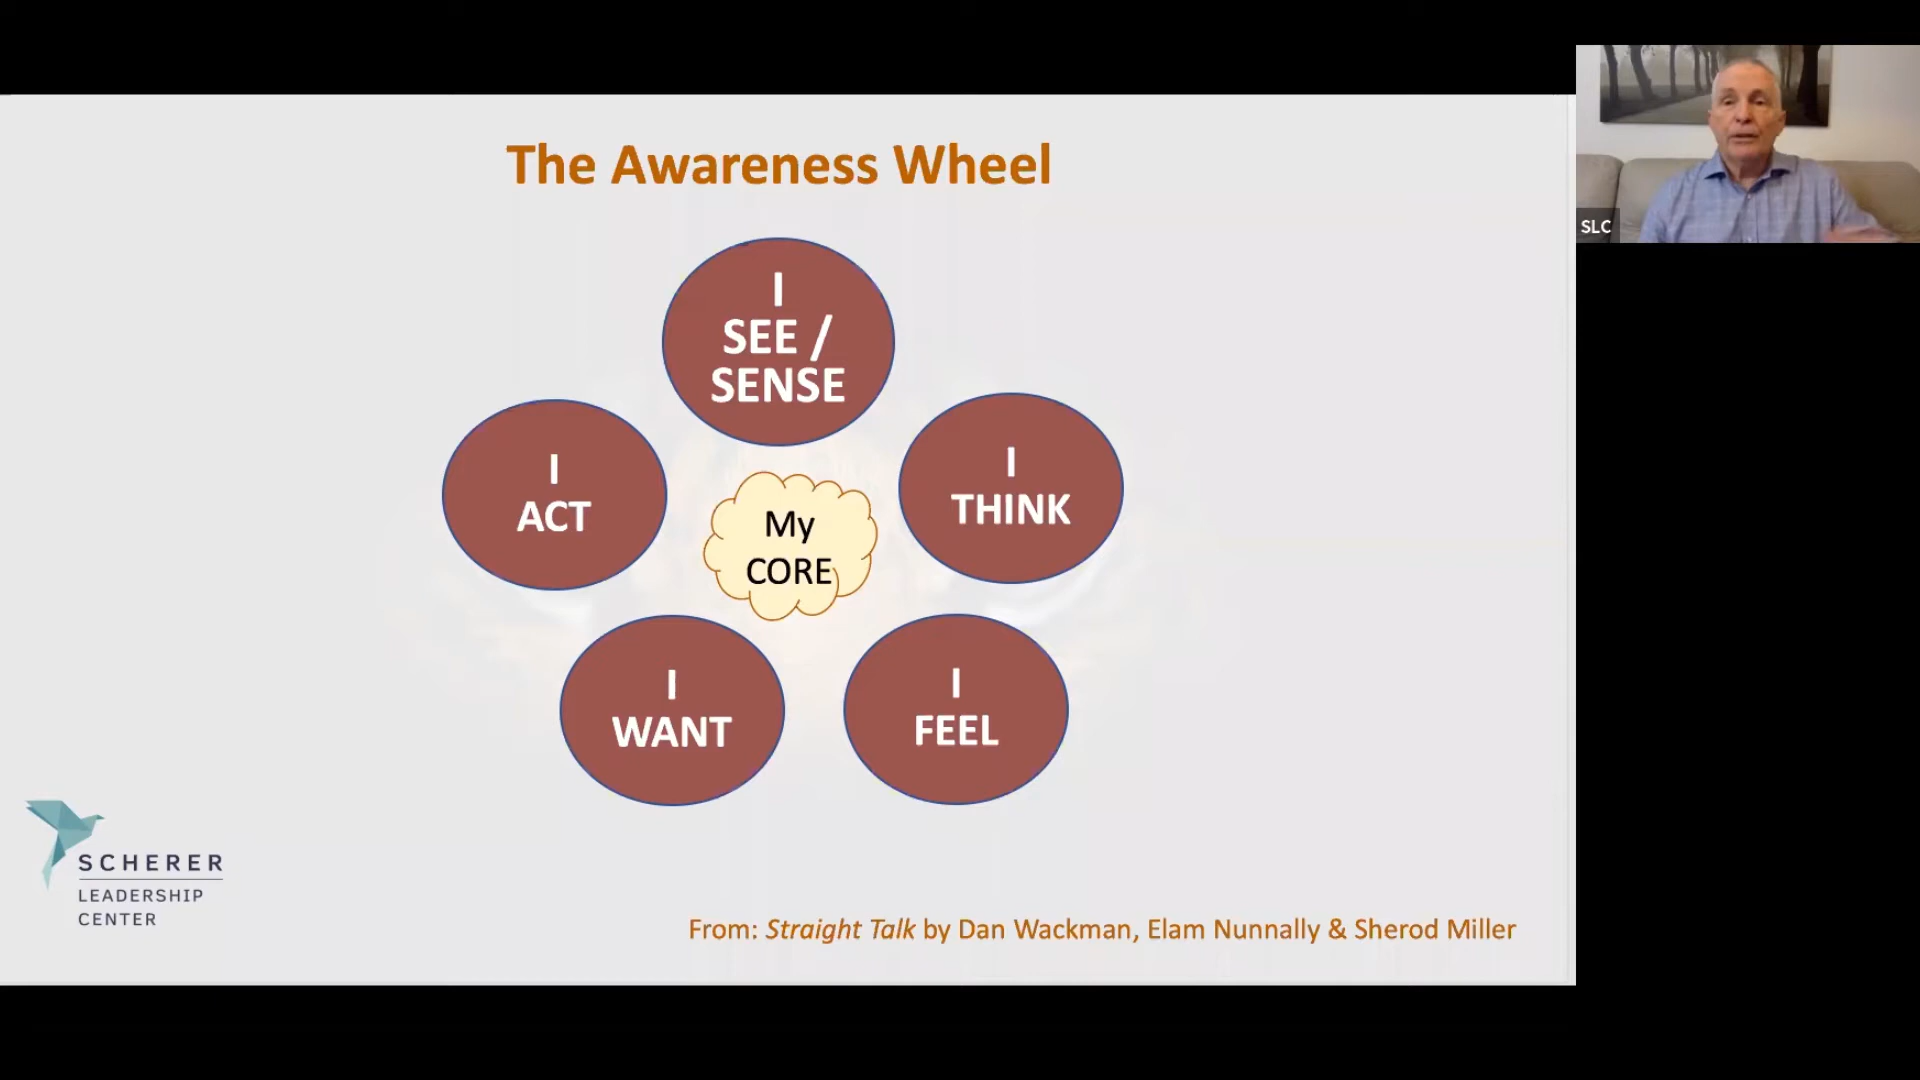 The Awareness Wheel
I
SEE /
SENSE
I
THINK
I
FEEL
I
WANT
I
ACT
My
CORE
SCHERER
LEADERSHIP
CENTER
From: Straight Talk by Dan Wackman, Elam Nunnally & Sherod Miller
SLC